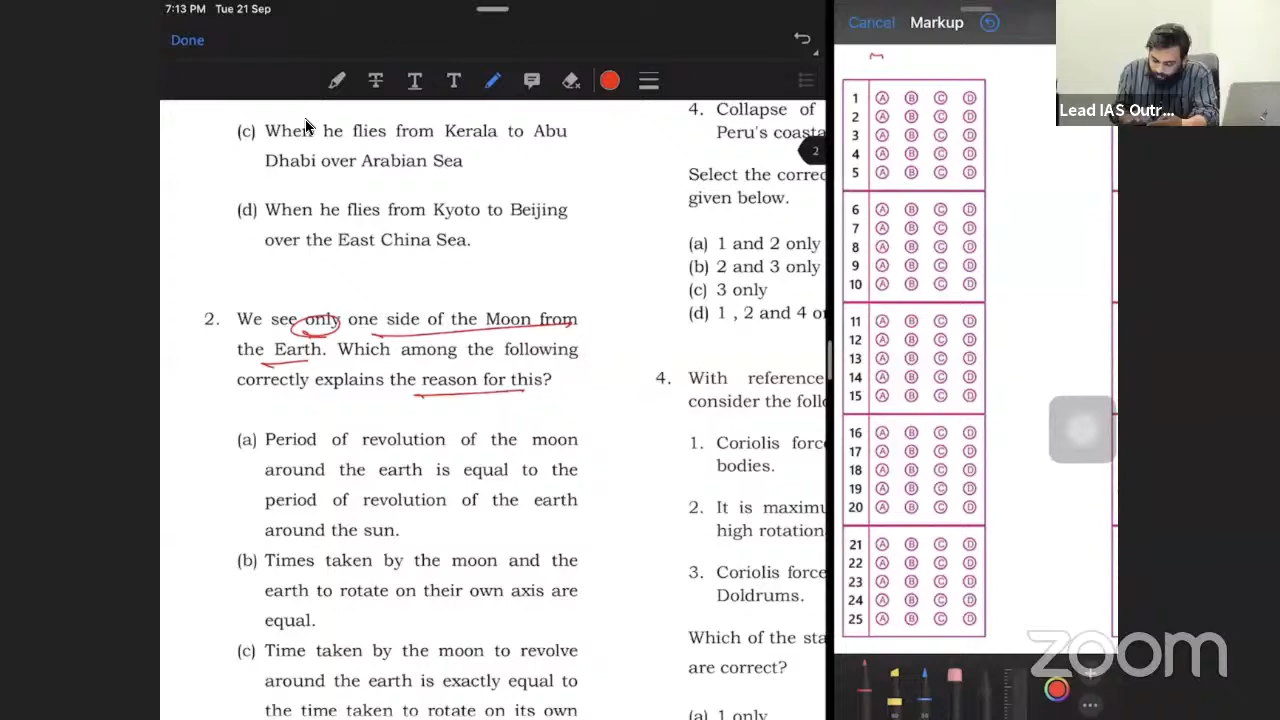 7:13 PM Tue 21 Sep
Done
(c) When he flies from Kerala to Abu
Dhabi over Arabian Sea
(d) When he flies from Kyoto to Beijing
over the East China Sea.
2. We see only one side of the Moon from
the Earth. Which among the following
correctly explains the reason for this?
(a) Period of revolution of the moon
around the earth is equal to the
period of revolution of the earth
around the sun.
(b) Times taken by the moon and the
earth to rotate on their own axis are
equal.
(c) Time taken by the moon to revolve
around the earth is exactly equal to
the time taken to rotate on its own
4. Collapse of
Peru's coasta
2
Select the correc
given below.
(a) 1 and 2 only
(b) 2 and 3 only
(c) 3 only
(d) 1 , 2 and 4 o
4. With reference
consider the follo
1. Coriolis force
bodies.
2. It is maximu
high rotation
3. Coriolis force
Doldrums.
Which of the sta
are correct?
(a) 1 only
Cancel Markup
1 A B C D
2 A B C D
3 A B C D
4 A B C D
5 A B C D
6 A B C D
7 A B C D
8 A B C D
9 A B C D
10 A B C D
11 A B C D
12 A B C D
13 A B C D
14 A B C D
15 A B C D
16 A B C D
17 A B C D
18 A B C D
19 A B C D
20 A B C D
21 A B C D
22 A B C D
23 A B C D
24 A B C D
25 A B C D
Lead IAS Outr...
zoom